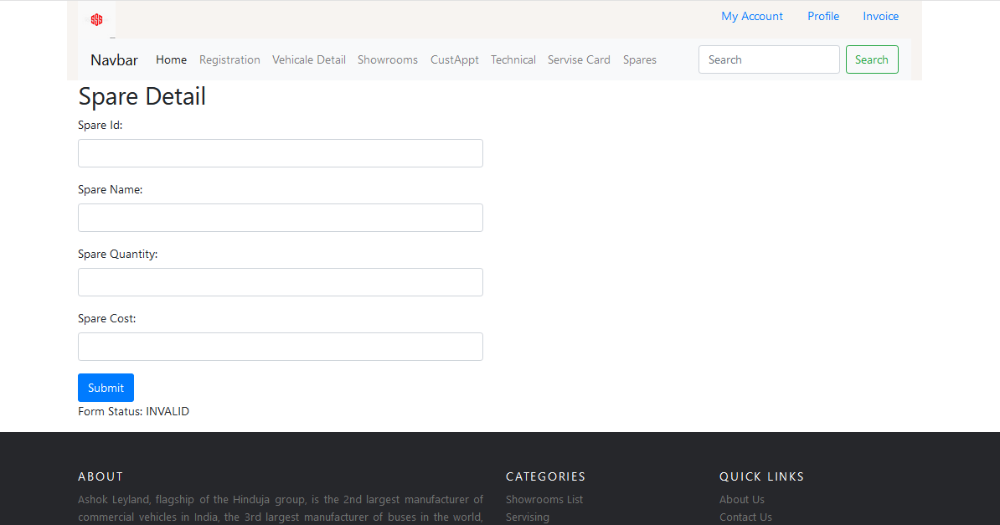 My Account Profile Invoice
Navbar Home Registration Vehicale Detail Showrooms CustAppt Technical Servise Card Spares Search Search
Spare Detail
Spare Id:
Spare Name:
Spare Quantity:
Spare Cost:
Submit
Form Status: INVALID
ABOUT CATEGORIES QUICK LINKS
Ashok Leyland, flagship of the Hinduja group, is the 2nd largest manufacturer of Showrooms List About Us
commercial vehicles in India, the 3rd largest manufacturer of buses in the world, Servising Contact Us